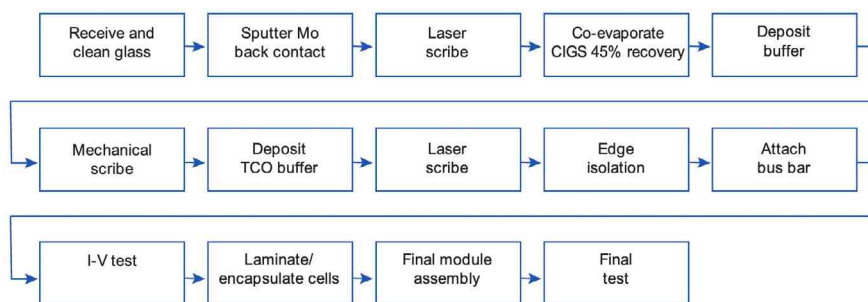 Receive and
clean glass
Sputter Mo
back contact
Laser
scribe
Co-evaporate
CIGS 45% recovery
Deposit
buffer
Mechanical
scribe
Deposit
TCO buffer
Laser
scribe
Edge
isolation
Attach
bus bar
I-V test
Laminate/
encapsulate cells
Final module
assembly
Final
test